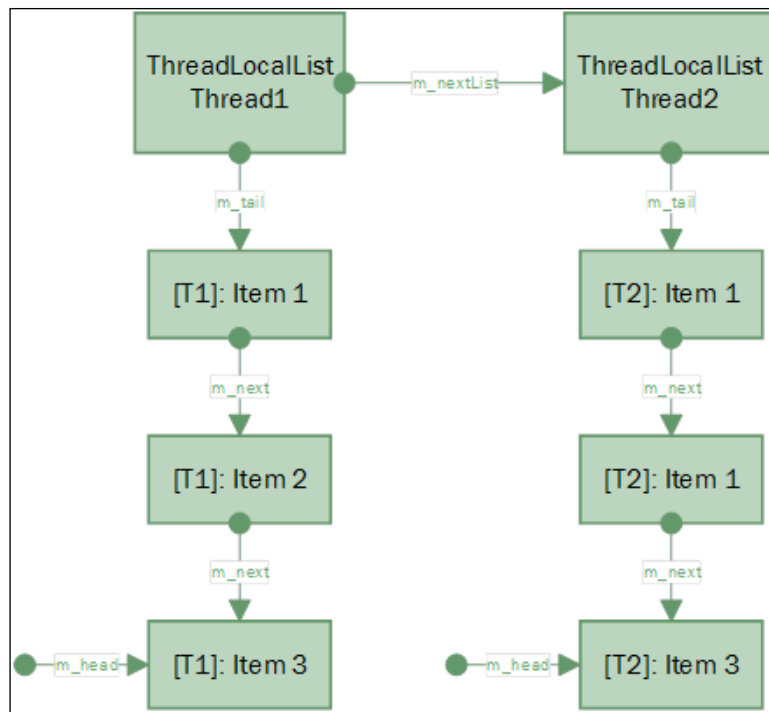 ThreadLocalList
Thread1
m_nextList
ThreadLocalList
Thread2
m_tail
m_tail
[T1]: Item 1
[T2]: Item 1
m_next
m_next
[T1]: Item 2
[T2]: Item 1
m_next
m_next
m_head
[T1]: Item 3
m_head
[T2]: Item 3